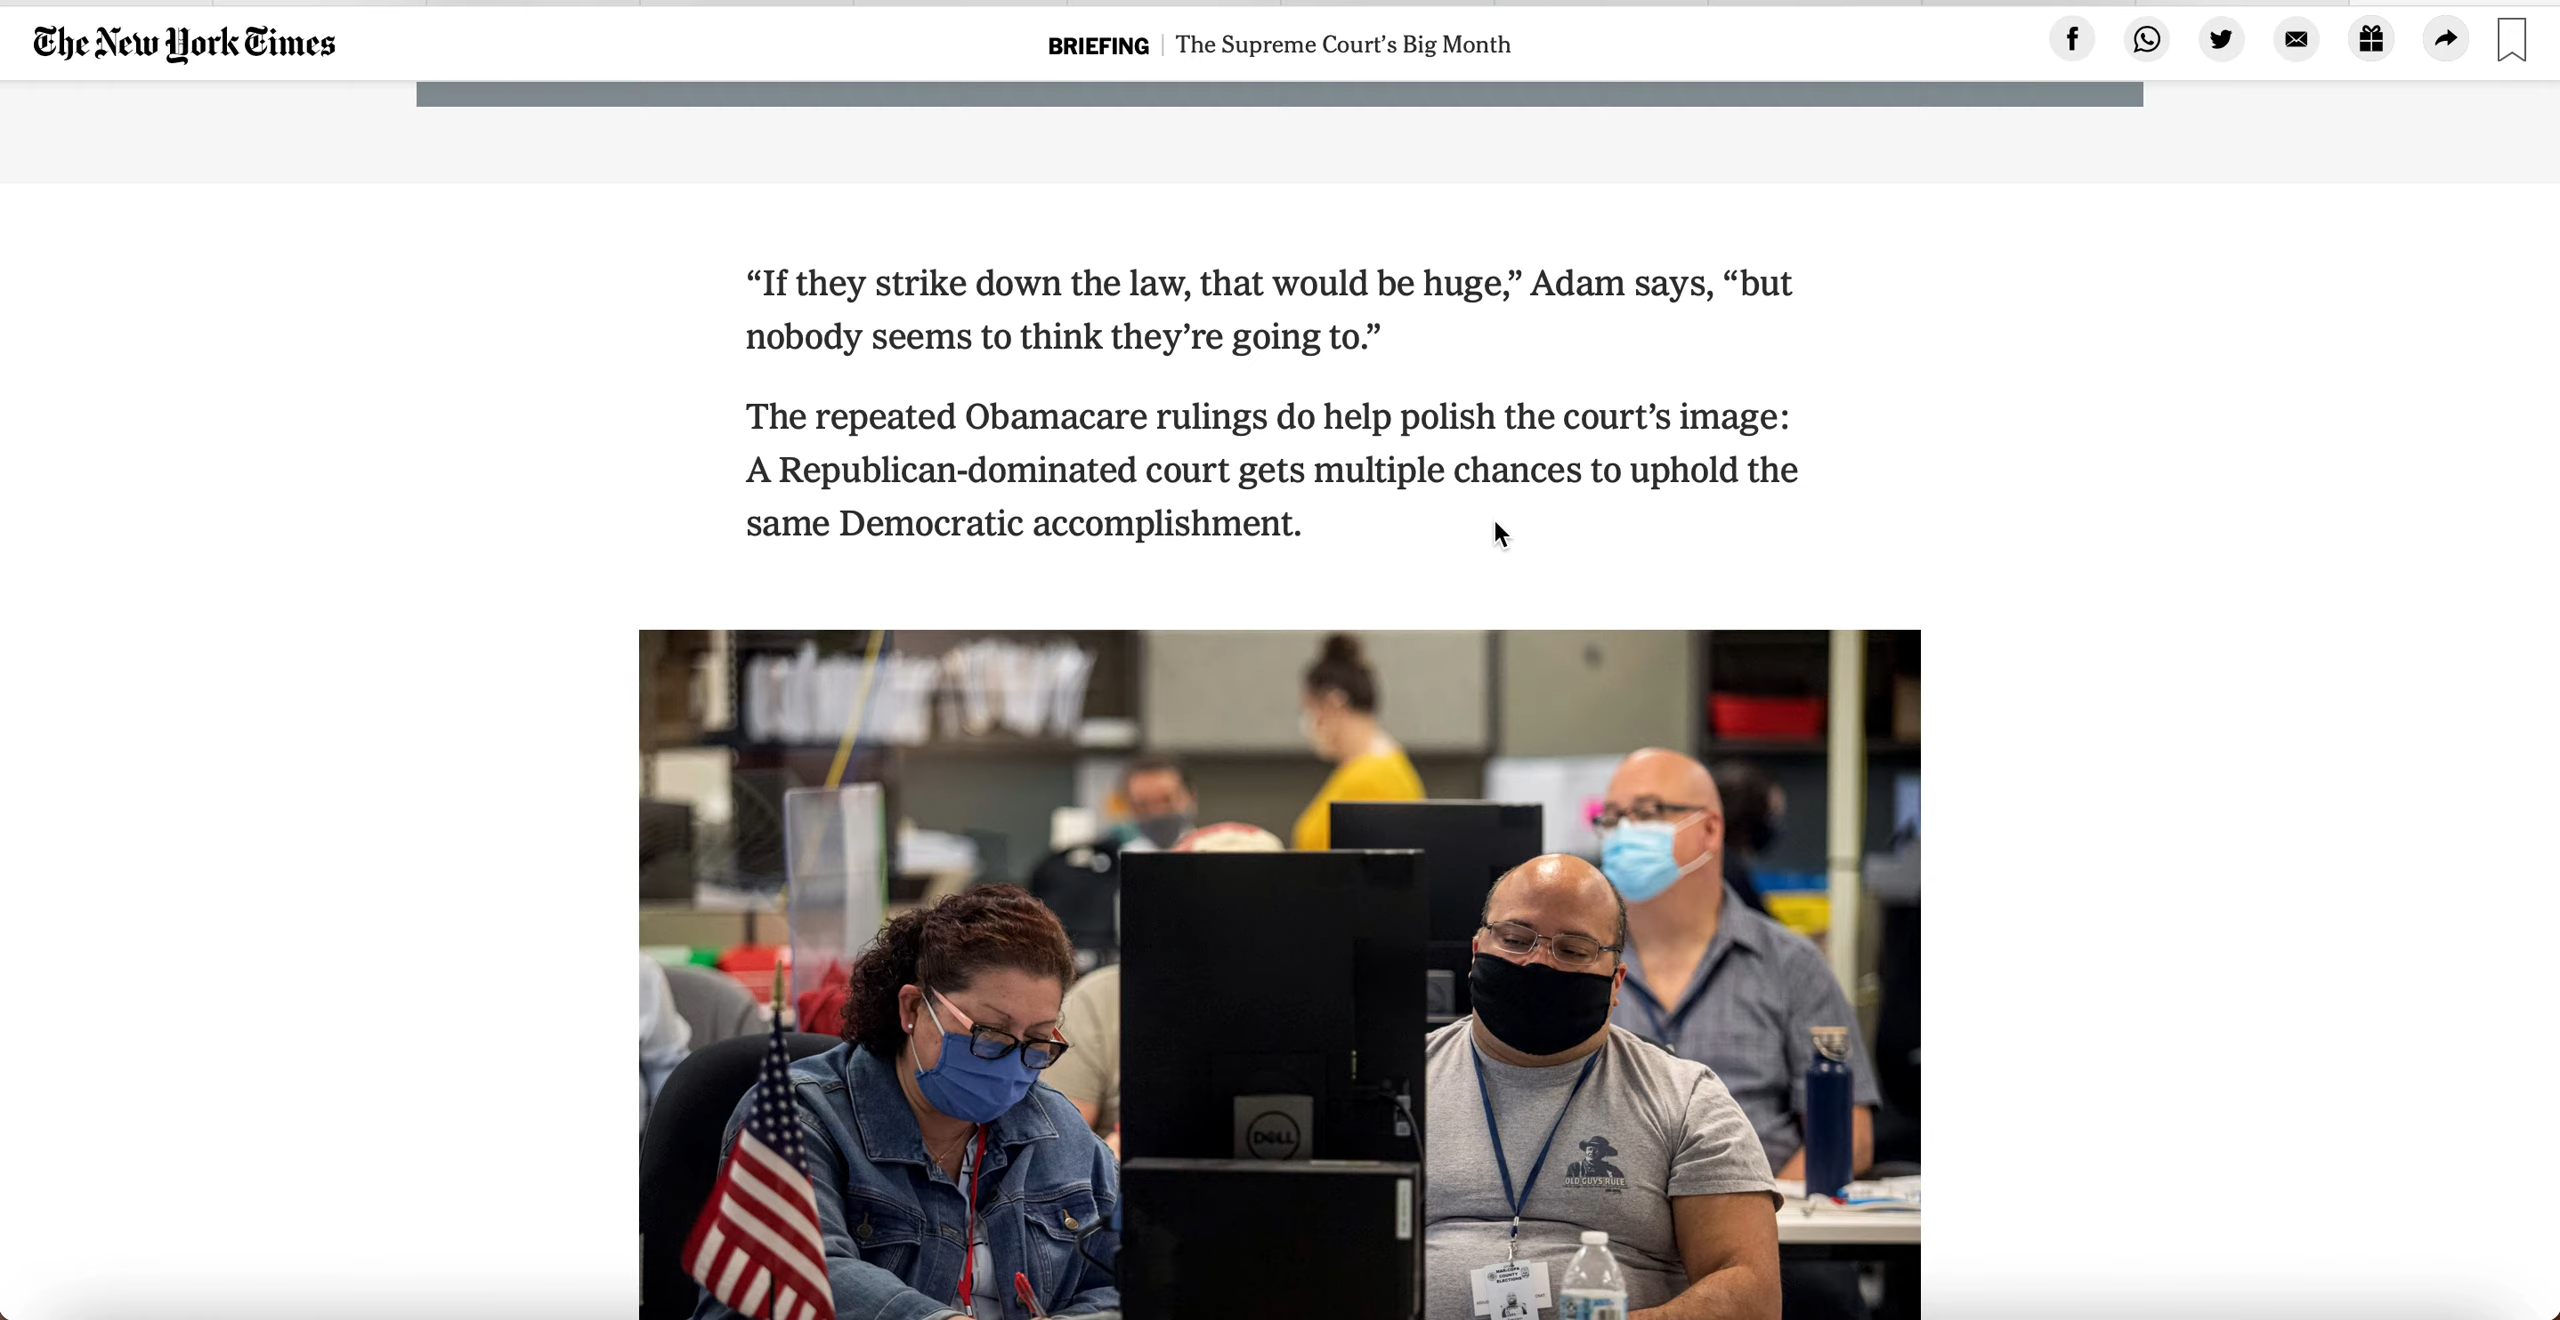 The New York Times
BRIEFING | The Supreme Court’s Big Month
“If they strike down the law, that would be huge,” Adam says, “but
nobody seems to think they’re going to.”
The repeated Obamacare rulings do help polish the court’s image:
A Republican-dominated court gets multiple chances to uphold the
same Democratic accomplishment.
DELL
OLD GUYS RULE
MARICOPA
COUNTY
ELECTIONS